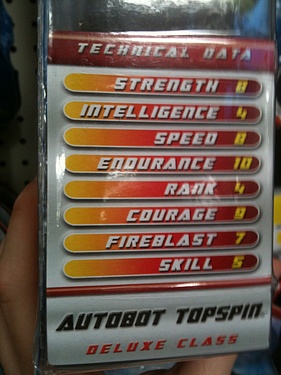 TECHNICAL DATA
STRENGTH 8
INTELLIGENCE 4
SPEED 8
ENDURANCE 10
RANK 4
COURAGE 9
FIREBLAST 7
SKILL 5
AUTOBOT TOPSPIN
DELUXE CLASS